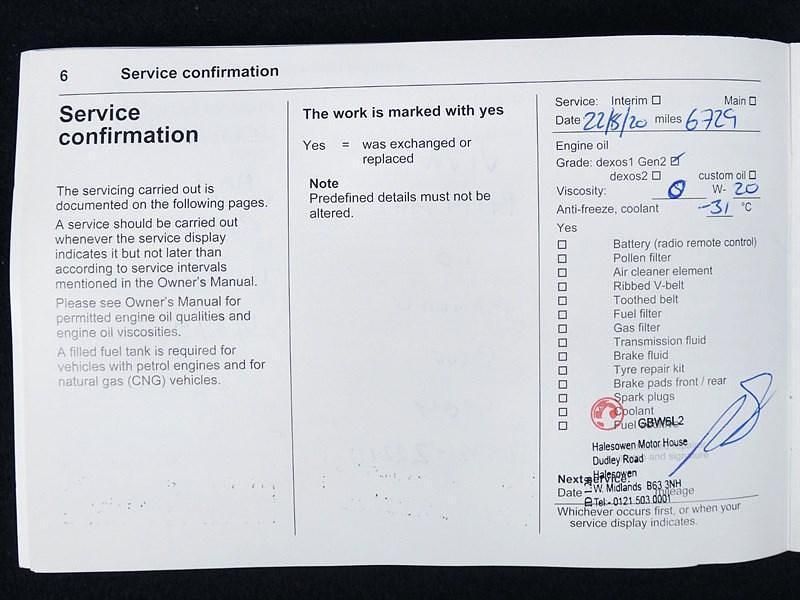 6 Service confirmation
Service
confirmation
The servicing carried out is
documented on the following pages.
A service should be carried out
whenever the service display
indicates it but not later than
according to service intervals
mentioned in the Owner's Manual.
Please see Owner's Manual for
permitted engine oil qualities and
engine oil viscosities.
A filled fuel tank is required for
vehicles with petrol engines and for
natural gas (CNG) vehicles.
The work is marked with yes
Yes = was exchanged or
replaced
Note
Predefined details must not be
altered.
Service: Interim ☐ Main ☐
Date 22/8/20 miles 6729
Engine oil
Grade: dexos1 Gen2 ☑
dexos2 ☐ custom oil ☐
Viscosity: 0 W- 20
Anti-freeze, coolant -31 °C
Yes
☐ Battery (radio remote control)
☐ Pollen filter
☐ Air cleaner element
☐ Ribbed V-belt
☐ Toothed belt
☐ Fuel filter
☐ Gas filter
☐ Transmission fluid
☐ Brake fluid
☐ Tyre repair kit
☐ Brake pads front / rear
☐ Spark plugs
☐ Coolant
☐ Fuel
GBW6L2
Halesowen Motor House
Dudley Road
and signature
Halesowen
Next service:
W. Midlands B63 3NH
Date mileage
Tel - 0121 503 0001
Whichever occurs first, or when your
service display indicates.